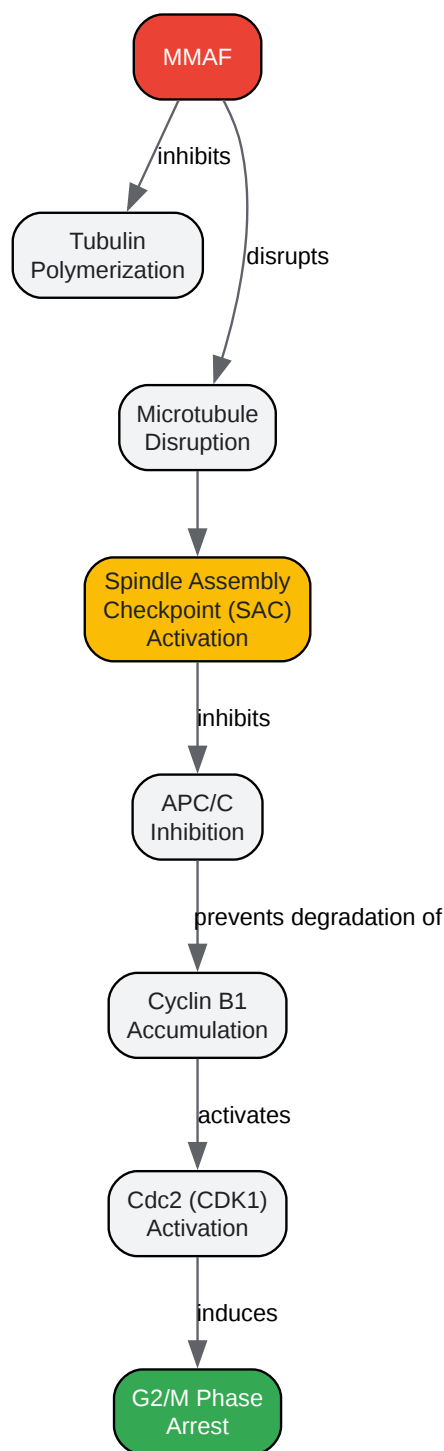 MMAF
inhibits
Tubulin
Polymerization
disrupts
Microtubule
Disruption
Spindle Assembly
Checkpoint (SAC)
Activation
inhibits
APC/C
Inhibition
prevents degradation of
Cyclin B1
Accumulation
activates
Cdc2 (CDK1)
Activation
induces
G2/M Phase
Arrest